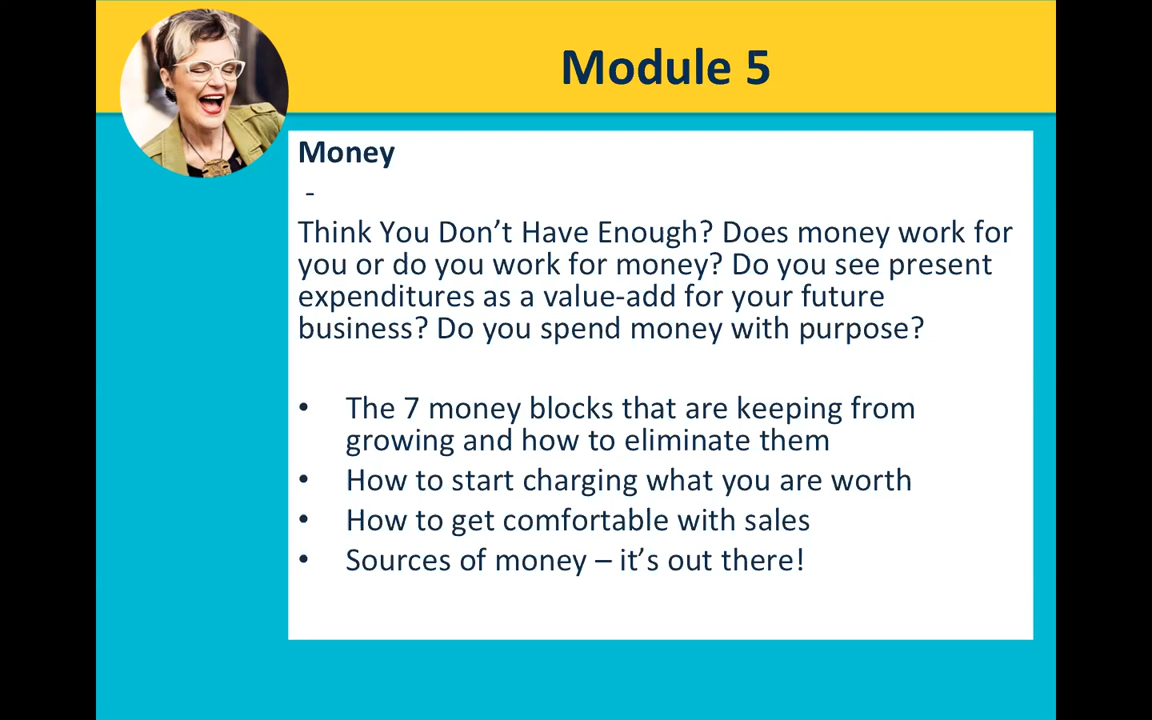 Module 5
Money
-
Think You Don’t Have Enough? Does money work for
you or do you work for money? Do you see present
expenditures as a value-add for your future
business? Do you spend money with purpose?
• The 7 money blocks that are keeping from
growing and how to eliminate them
• How to start charging what you are worth
• How to get comfortable with sales
• Sources of money – it’s out there!